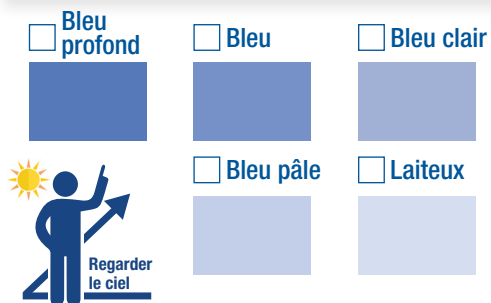 Bleu
profond
Bleu
Bleu clair
Bleu pâle
Laiteux
Regarder
le ciel